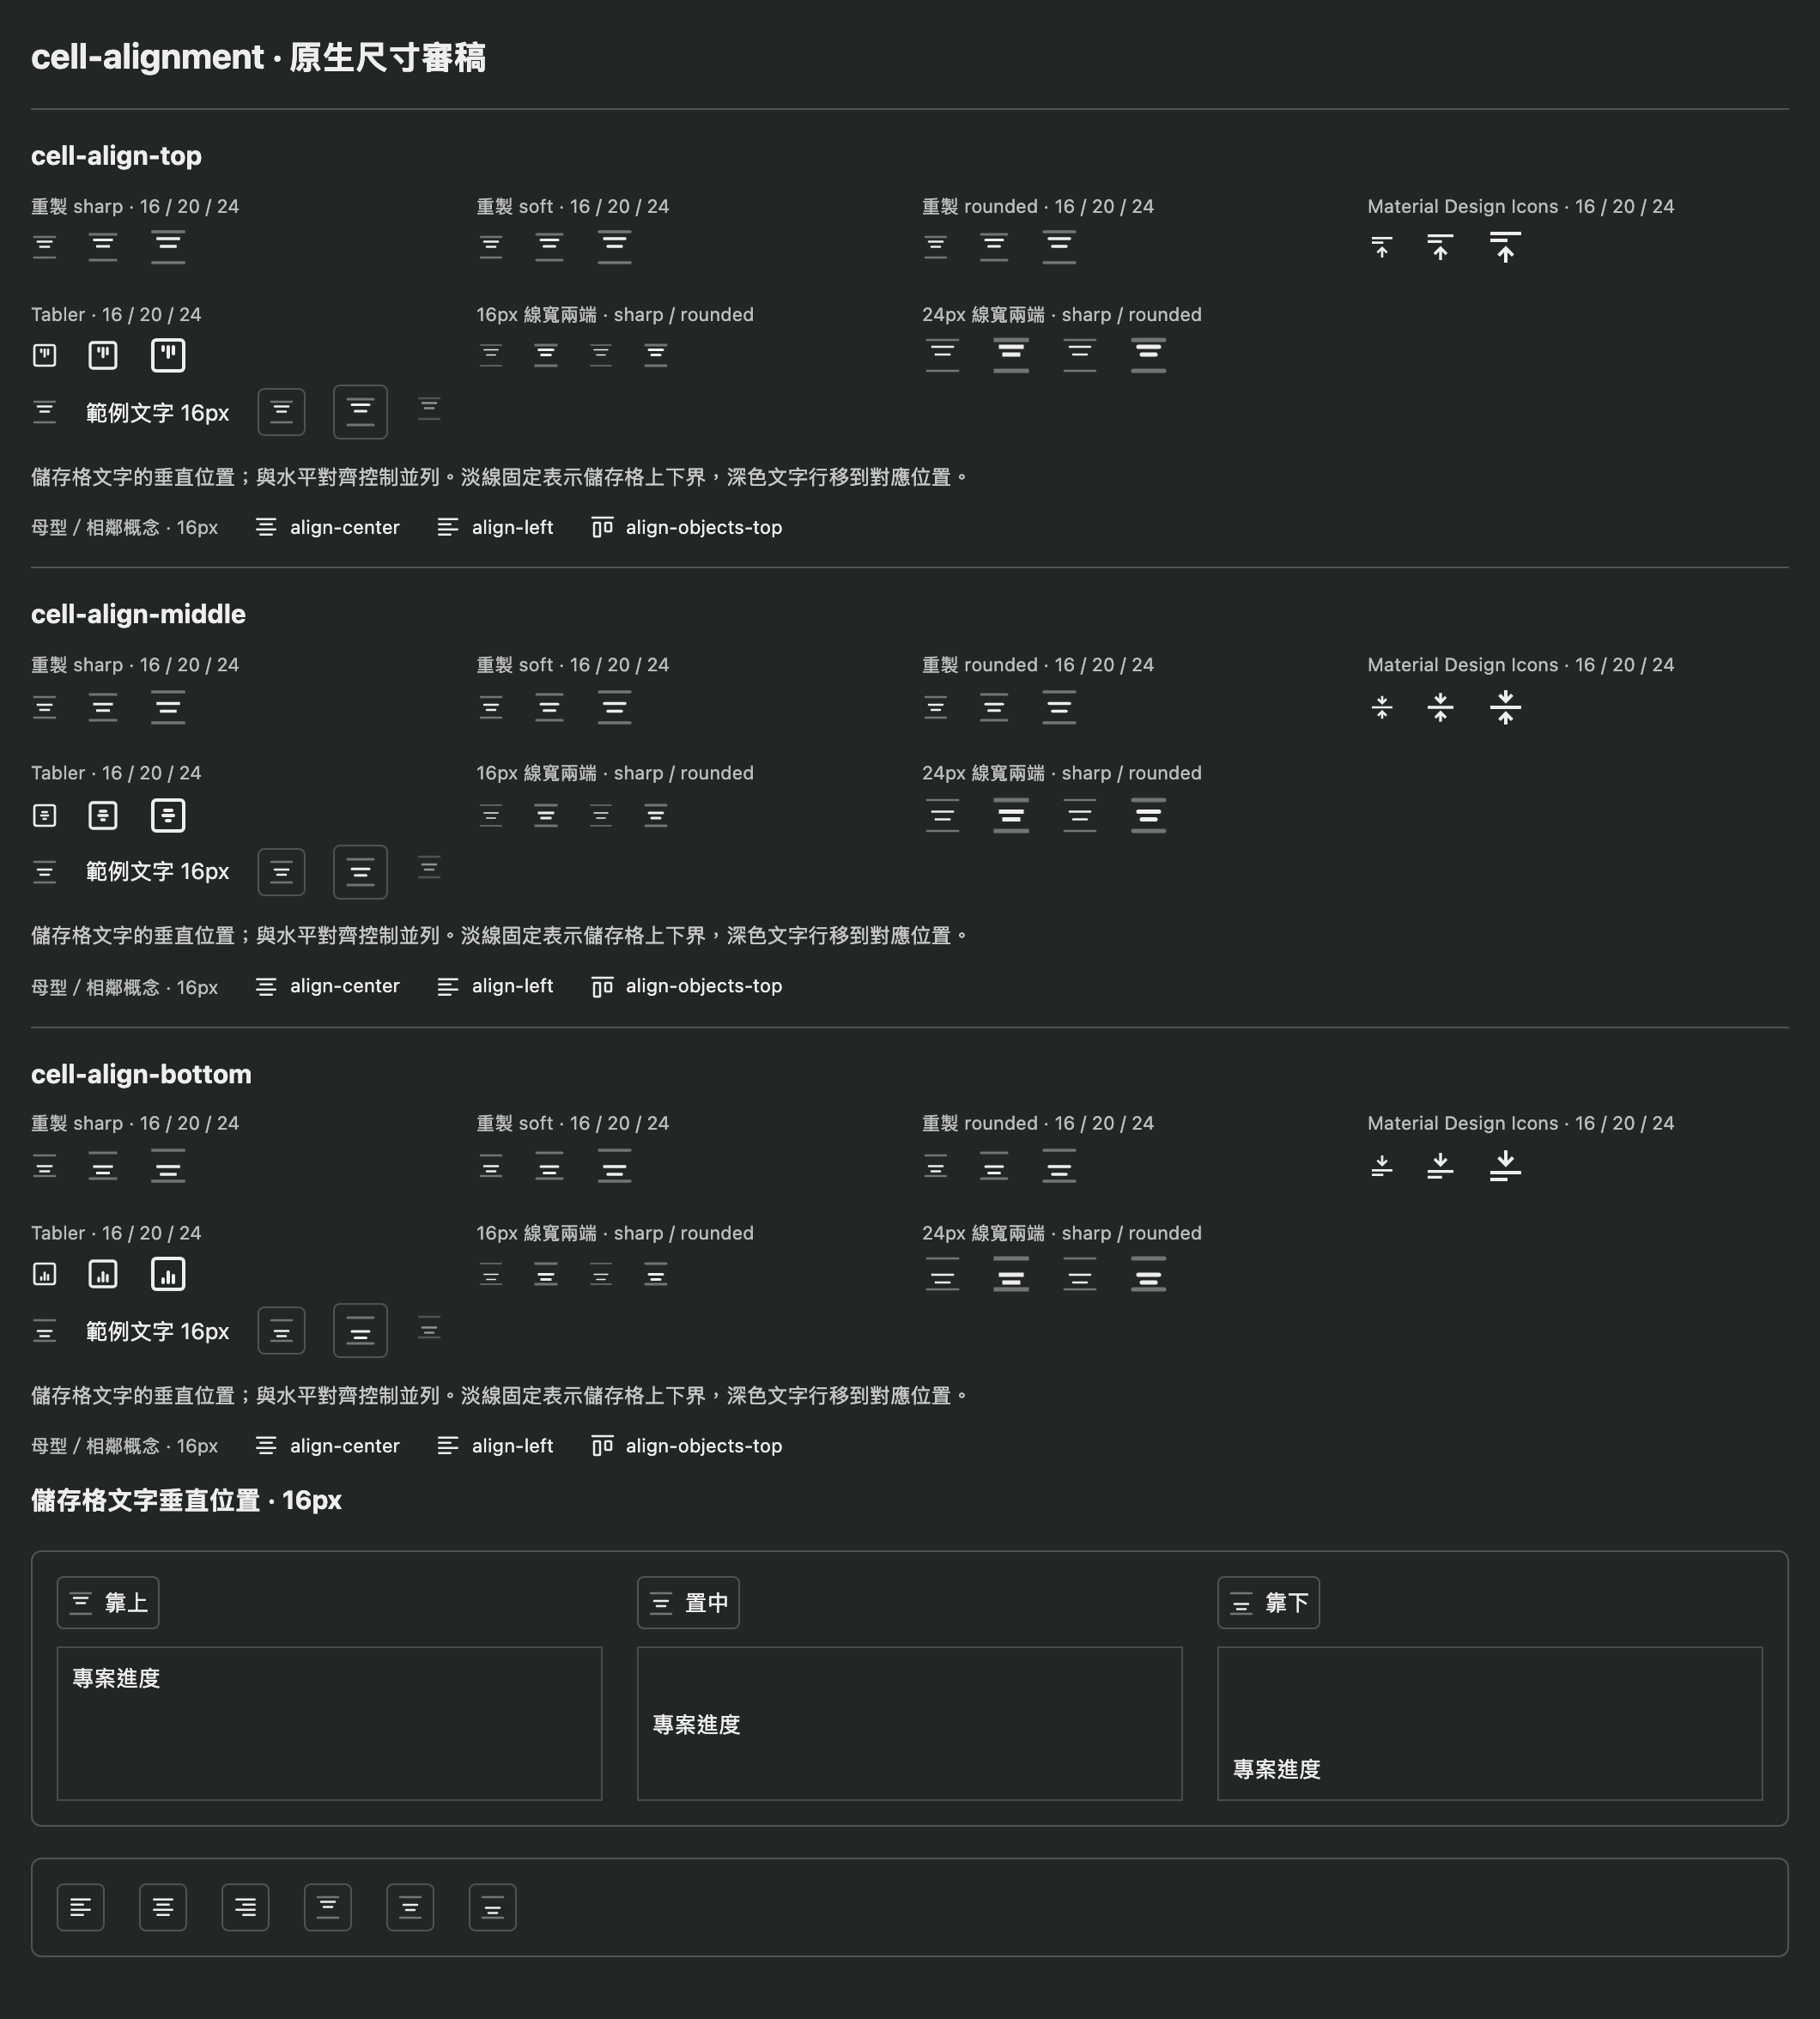 cell-alignment · 原生尺寸審稿
cell-align-top
重製 sharp · 16 / 20 / 24
重製 soft · 16 / 20 / 24
重製 rounded · 16 / 20 / 24
Material Design Icons · 16 / 20 / 24
Tabler · 16 / 20 / 24
16px 線寬兩端 · sharp / rounded
24px 線寬兩端 · sharp / rounded
範例文字 16px
儲存格文字的垂直位置；與水平對齊控制並列。淡線固定表示儲存格上下界，深色文字行移到對應位置。
母型 / 相鄰概念 · 16px align-center align-left align-objects-top
cell-align-middle
重製 sharp · 16 / 20 / 24
重製 soft · 16 / 20 / 24
重製 rounded · 16 / 20 / 24
Material Design Icons · 16 / 20 / 24
Tabler · 16 / 20 / 24
16px 線寬兩端 · sharp / rounded
24px 線寬兩端 · sharp / rounded
範例文字 16px
儲存格文字的垂直位置；與水平對齊控制並列。淡線固定表示儲存格上下界，深色文字行移到對應位置。
母型 / 相鄰概念 · 16px align-center align-left align-objects-top
cell-align-bottom
重製 sharp · 16 / 20 / 24
重製 soft · 16 / 20 / 24
重製 rounded · 16 / 20 / 24
Material Design Icons · 16 / 20 / 24
Tabler · 16 / 20 / 24
16px 線寬兩端 · sharp / rounded
24px 線寬兩端 · sharp / rounded
範例文字 16px
儲存格文字的垂直位置；與水平對齊控制並列。淡線固定表示儲存格上下界，深色文字行移到對應位置。
母型 / 相鄰概念 · 16px align-center align-left align-objects-top
儲存格文字垂直位置 · 16px
靠上
置中
靠下
專案進度
專案進度
專案進度